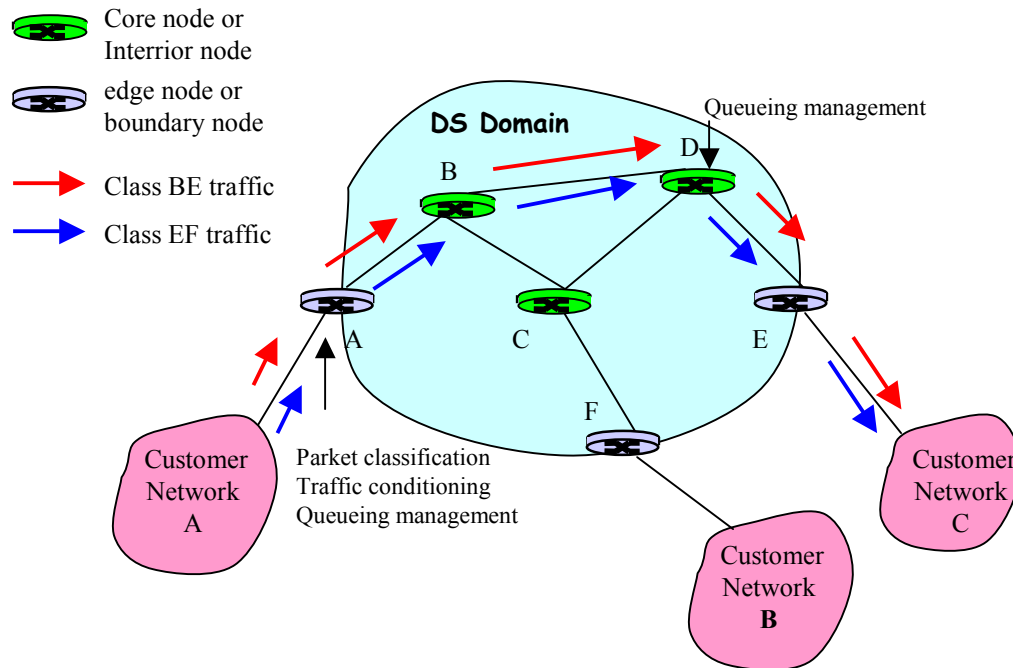 Core node or
Interrior node
edge node or
boundary node
Class BE traffic
Class EF traffic
DS Domain
Queueing management
B
D
A
C
E
F
Parket classification
Traffic conditioning
Queueing management
Customer
Network
A
Customer
Network
B
Customer
Network
C